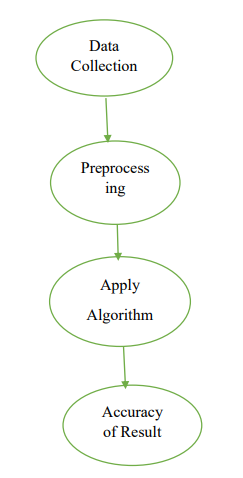 Data
Collection
Preprocess
ing
Apply
Algorithm
Accuracy
of Result